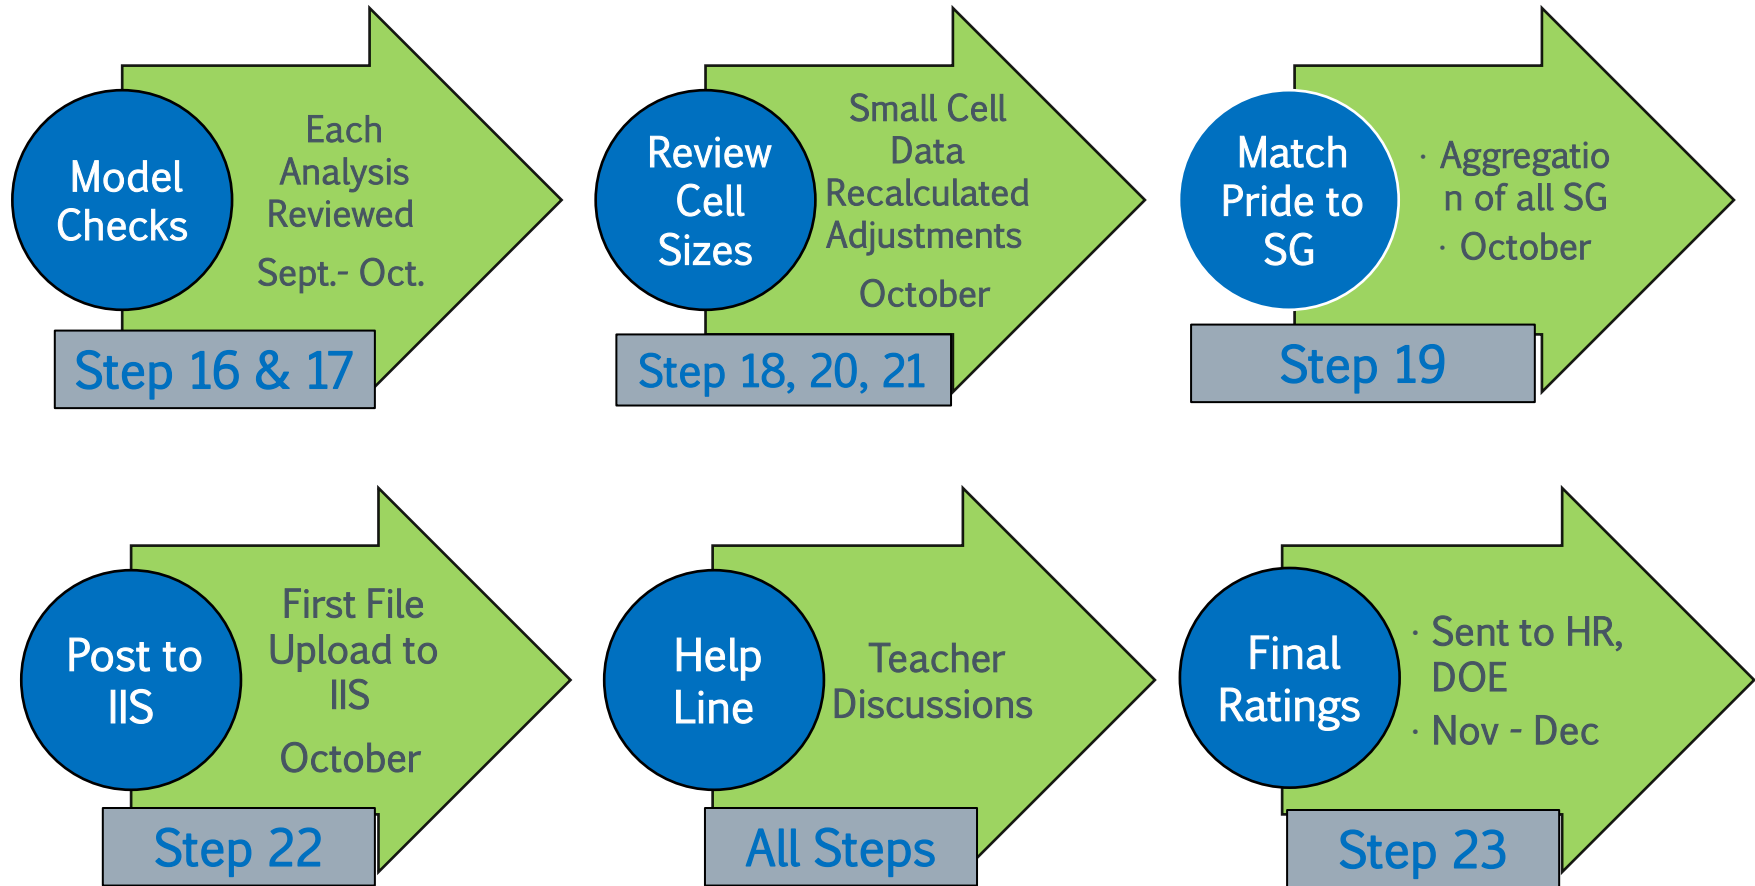 Model
Checks
Each
Analysis
Reviewed
Sept.- Oct.
Step 16 & 17
Review
Cell
Sizes
Small Cell
Data
Recalculated
Adjustments
October
Step 18, 20, 21
Match
Pride to
SG
· Aggregatio
n of all SG
· October
Step 19
Post to
IIS
First File
Upload to
IIS
October
Step 22
Help
Line
Teacher
Discussions
All Steps
Final
Ratings
· Sent to HR,
DOE
· Nov - Dec
Step 23